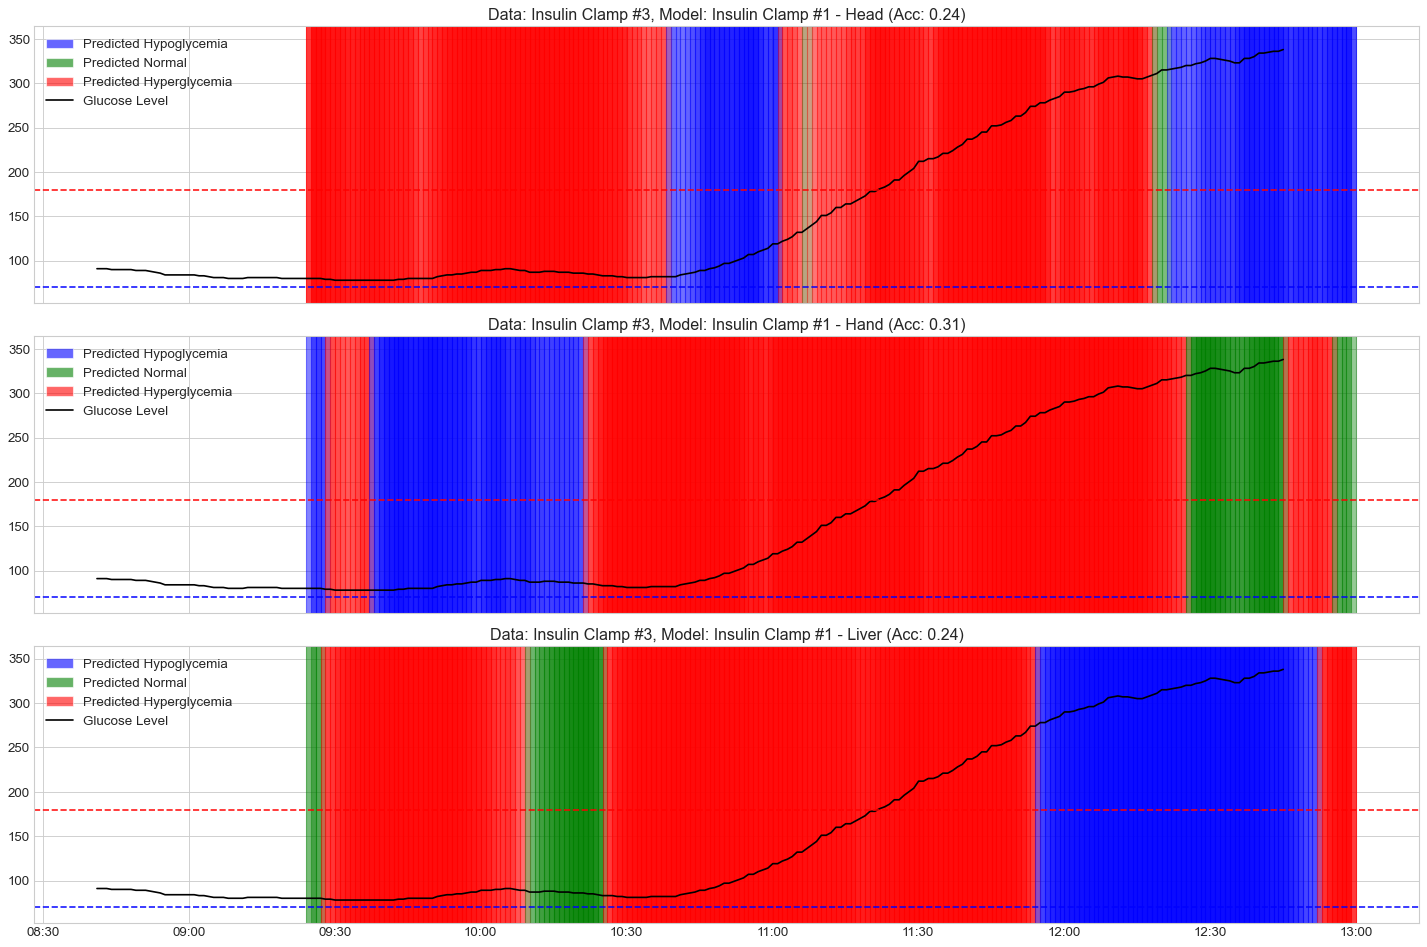 Data: Insulin Clamp #3, Model: Insulin Clamp #1 - Head (Acc: 0.24)
350
300
250
200
150
100
Predicted Hypoglycemia
Predicted Normal
Predicted Hyperglycemia
Glucose Level
Data: Insulin Clamp #3, Model: Insulin Clamp #1 - Hand (Acc: 0.31)
350
300
250
200
150
100
Predicted Hypoglycemia
Predicted Normal
Predicted Hyperglycemia
Glucose Level
Data: Insulin Clamp #3, Model: Insulin Clamp #1 - Liver (Acc: 0.24)
350
300
250
200
150
100
Predicted Hypoglycemia
Predicted Normal
Predicted Hyperglycemia
Glucose Level
08:30 09:00 09:30 10:00 10:30 11:00 11:30 12:00 12:30 13:00